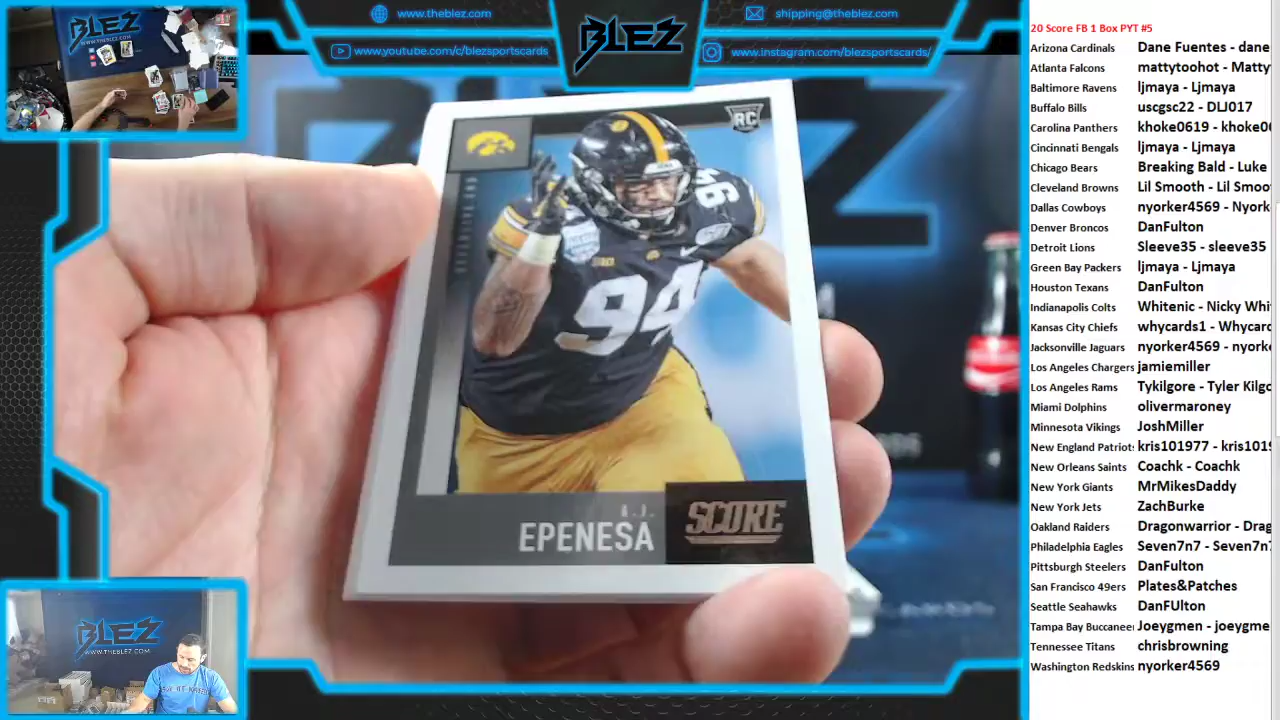 BLEZ
www.theblez.com
shipping@theblez.com
www.youtube.com/c/blezsportscards
BLEZ
www.instagram.com/blezsportscards/
RC
94
94
A.J.
EPENESA
SCORE
BLEZ
WWW.THEBLEZ.COM
20 Score FB 1 Box PYT #5
Arizona Cardinals Dane Fuentes - dane
Atlanta Falcons mattytoohot - Matty
Baltimore Ravens ljmaya - Ljmaya
Buffalo Bills uscgsc22 - DLJ017
Carolina Panthers khoke0619 - khoke0
Cincinnati Bengals ljmaya - Ljmaya
Chicago Bears Breaking Bald - Luke
Cleveland Browns Lil Smooth - Lil Smoo
Dallas Cowboys nyorker4569 - Nyork
Denver Broncos DanFulton
Detroit Lions Sleeve35 - sleeve35
Green Bay Packers ljmaya - Ljmaya
Houston Texans DanFulton
Indianapolis Colts Whitenic - Nicky Whi
Kansas City Chiefs whycards1 - Whycard
Jacksonville Jaguars nyorker4569 - nyork
Los Angeles Chargers jamiemiller
Los Angeles Rams Tykilgore - Tyler Kilgo
Miami Dolphins olivermaroney
Minnesota Vikings JoshMiller
New England Patriots kris101977 - kris101
New Orleans Saints Coachk - Coachk
New York Giants MrMikesDaddy
New York Jets ZachBurke
Oakland Raiders Dragonwarrior - Drag
Philadelphia Eagles Seven7n7 - Seven7n
Pittsburgh Steelers DanFulton
San Francisco 49ers Plates&Patches
Seattle Seahawks DanFUlton
Tampa Bay Buccanee Joeygmen - joeygme
Tennessee Titans chrisbrowning
Washington Redskins nyorker4569